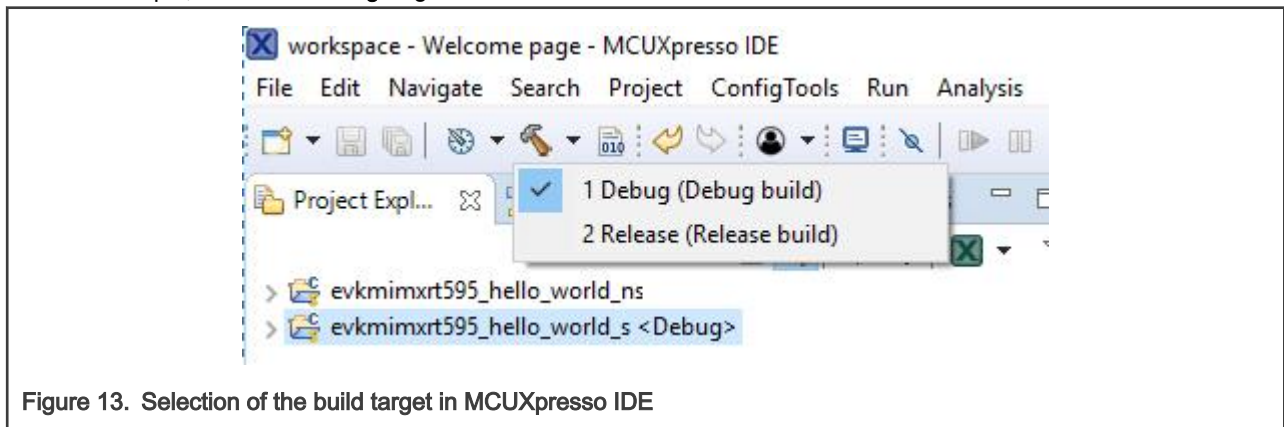 workspace - Welcome page - MCUXpresso IDE
File Edit Navigate Search Project ConfigTools Run Analysis
010
Project Expl...
1 Debug (Debug build)
2 Release (Release build)
evkmimxrt595_hello_world_ns
evkmimxrt595_hello_world_s <Debug>
Figure 13. Selection of the build target in MCUXpresso IDE